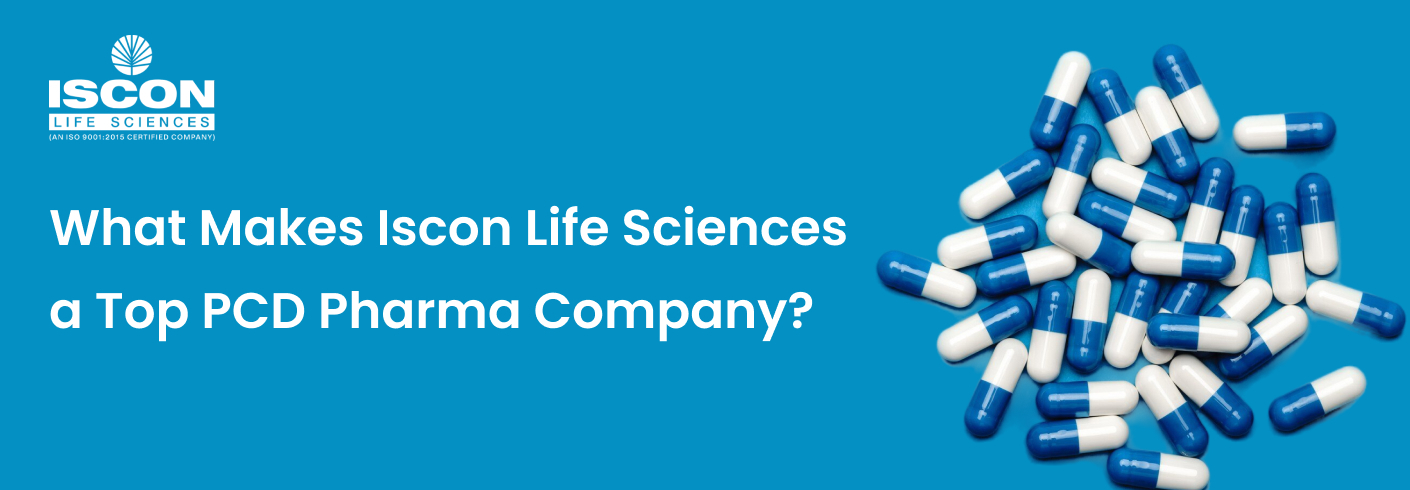 ISCON
LIFE SCIENCES
(AN ISO 9001:2015 CERTIFIED COMPANY)
What Makes Iscon Life Sciences
a Top PCD Pharma Company?